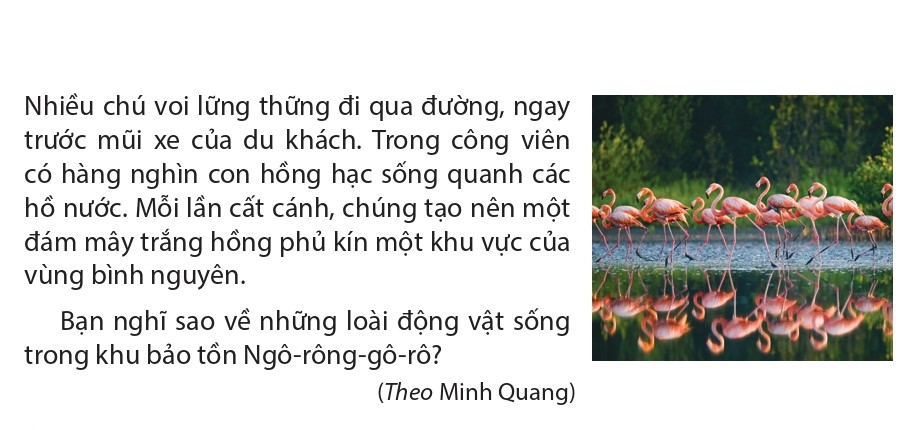 Nhiều chú voi lững thững đi qua đường, ngay
trước mũi xe của du khách. Trong công viên
có hàng nghìn con hồng hạc sống quanh các
hồ nước. Mỗi lần cất cánh, chúng tạo nên một
đám mây trắng hồng phủ kín một khu vực của
vùng bình nguyên.
Bạn nghĩ sao về những loài động vật sống
trong khu bảo tồn Ngô-rông-gô-rô?
(Theo Minh Quang)